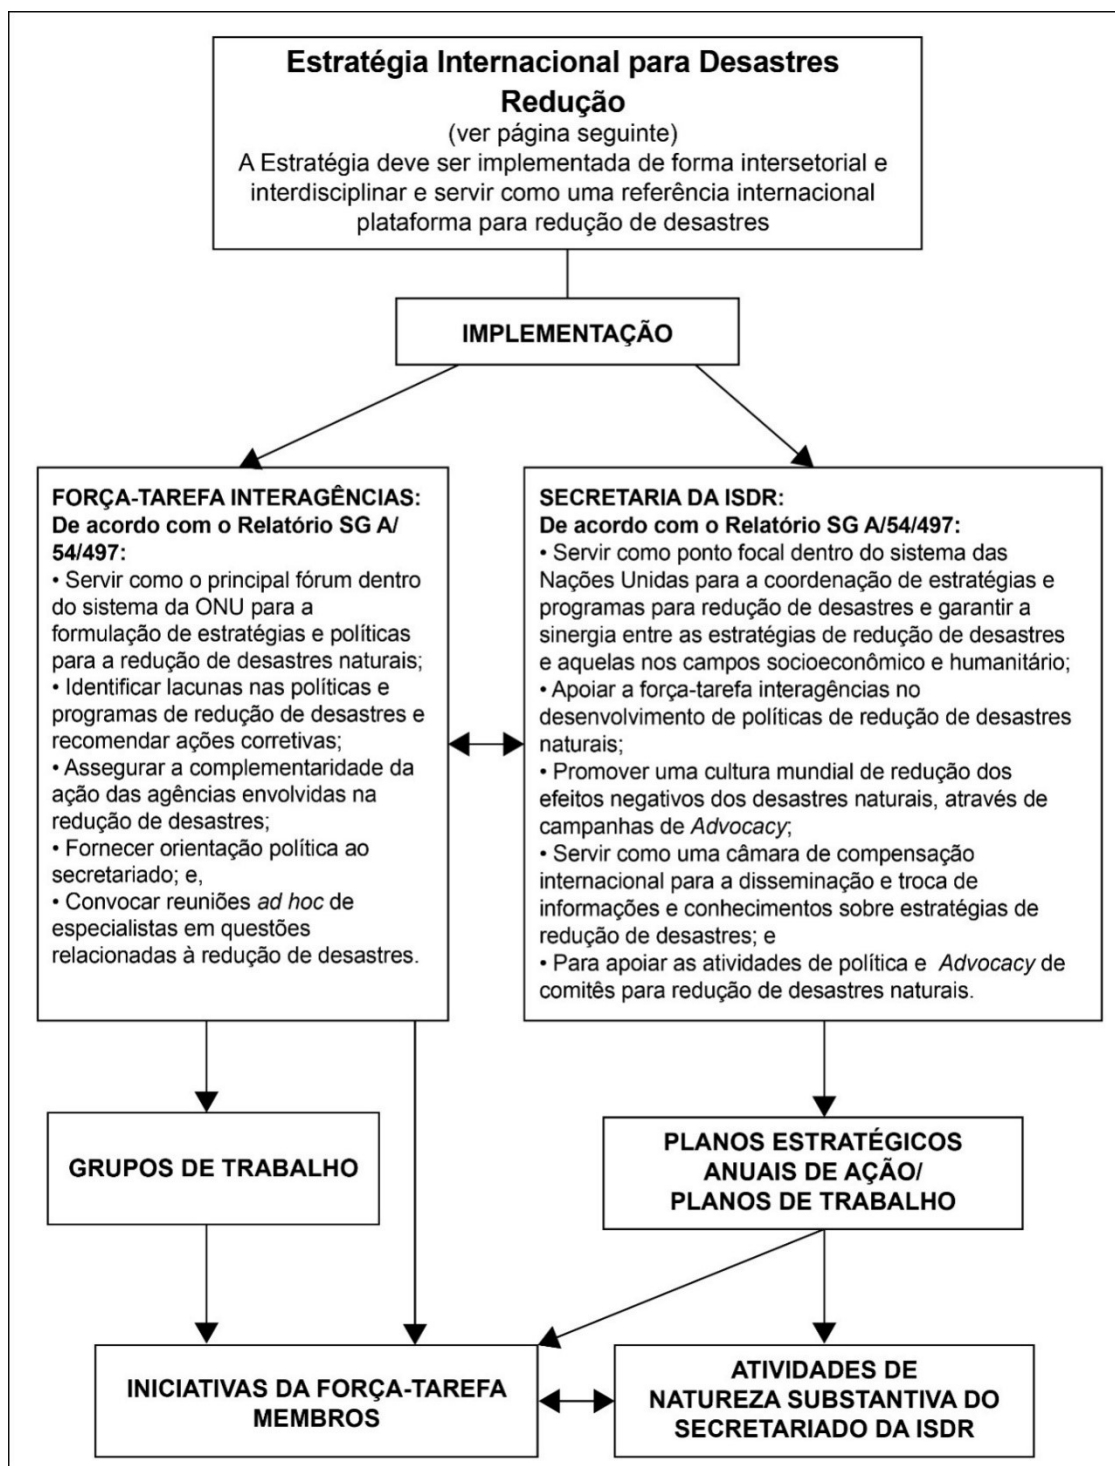 Estratégia Internacional para Desastres
Redução
(ver página seguinte)
A Estratégia deve ser implementada de forma intersetorial e
interdisciplinar e servir como uma referência internacional
plataforma para redução de desastres
IMPLEMENTAÇÃO
FORÇA-TAREFA INTERAGÊNCIAS:
De acordo com o Relatório SG A/
54/497:
• Servir como o principal fórum dentro
do sistema da ONU para a
formulação de estratégias e políticas
para a redução de desastres naturais;
• Identificar lacunas nas políticas e
programas de redução de desastres e
recomendar ações corretivas;
• Assegurar a complementaridade da
ação das agências envolvidas na
redução de desastres;
• Fornecer orientação política ao
secretariado; e,
• Convocar reuniões ad hoc de
especialistas em questões
relacionadas à redução de desastres.
SECRETARIA DA ISDR:
De acordo com o Relatório SG A/54/497:
• Servir como ponto focal dentro do sistema das
Nações Unidas para a coordenação de estratégias e
programas para redução de desastres e garantir a
sinergia entre as estratégias de redução de desastres
e aquelas nos campos socioeconômico e humanitário;
• Apoiar a força-tarefa interagências no
desenvolvimento de políticas de redução de desastres
naturais;
• Promover uma cultura mundial de redução dos
efeitos negativos dos desastres naturais, através de
campanhas de Advocacy;
• Servir como uma câmara de compensação
internacional para a disseminação e troca de
informações e conhecimentos sobre estratégias de
redução de desastres; e
• Para apoiar as atividades de política e Advocacy de
comitês para redução de desastres naturais.
GRUPOS DE TRABALHO
PLANOS ESTRATÉGICOS
ANUAIS DE AÇÃO/
PLANOS DE TRABALHO
INICIATIVAS DA FORÇA-TAREFA
MEMBROS
ATIVIDADES DE
NATUREZA SUBSTANTIVA DO
SECRETARIADO DA ISDR